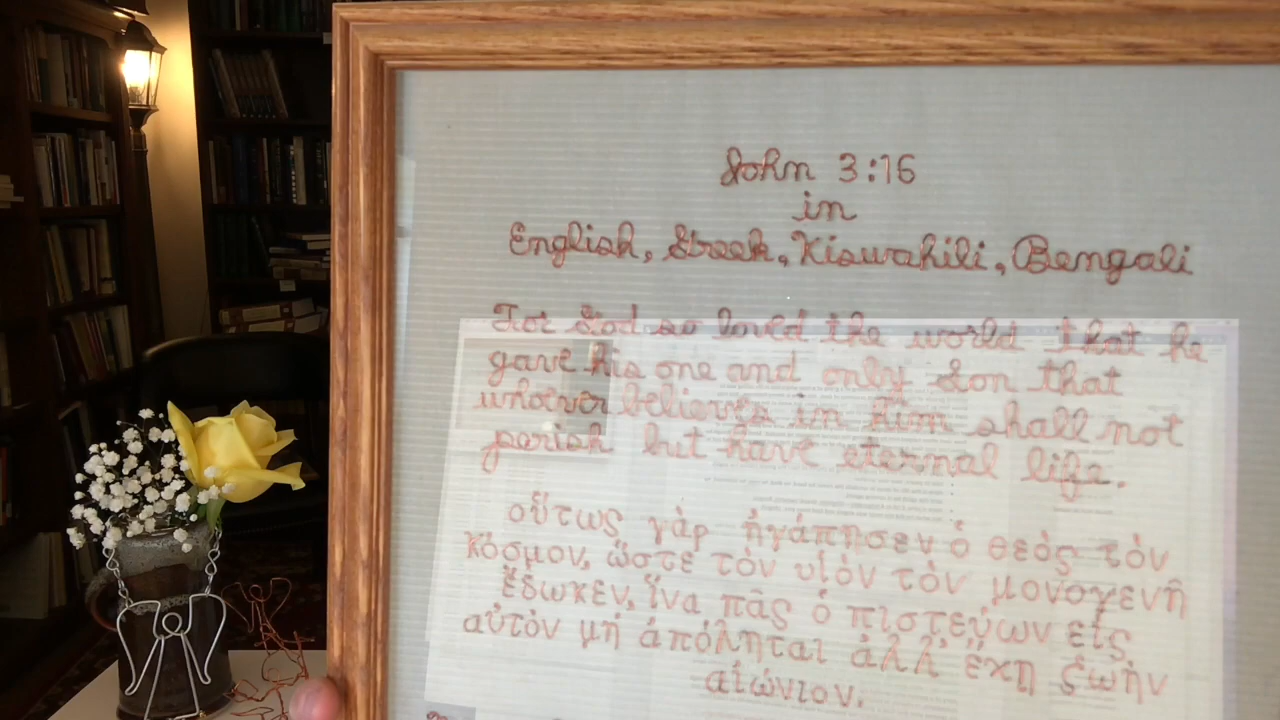 John 3:16
in
English, Greek, Kiswahili, Bengali
For God so loved the world that he
gave his one and only Son that
whoever believes in him shall not
perish but have eternal life.
οὕτως γὰρ ἠγάπησεν ὁ θεὸς τὸν
κόσμον, ὥστε τὸν υἱὸν τὸν μονογενῆ
ἔδωκεν, ἵνα πᾶς ὁ πιστεύων εἰς
αὐτὸν μὴ ἀπόληται ἀλλ' ἔχῃ ζωὴν
αἰώνιον.